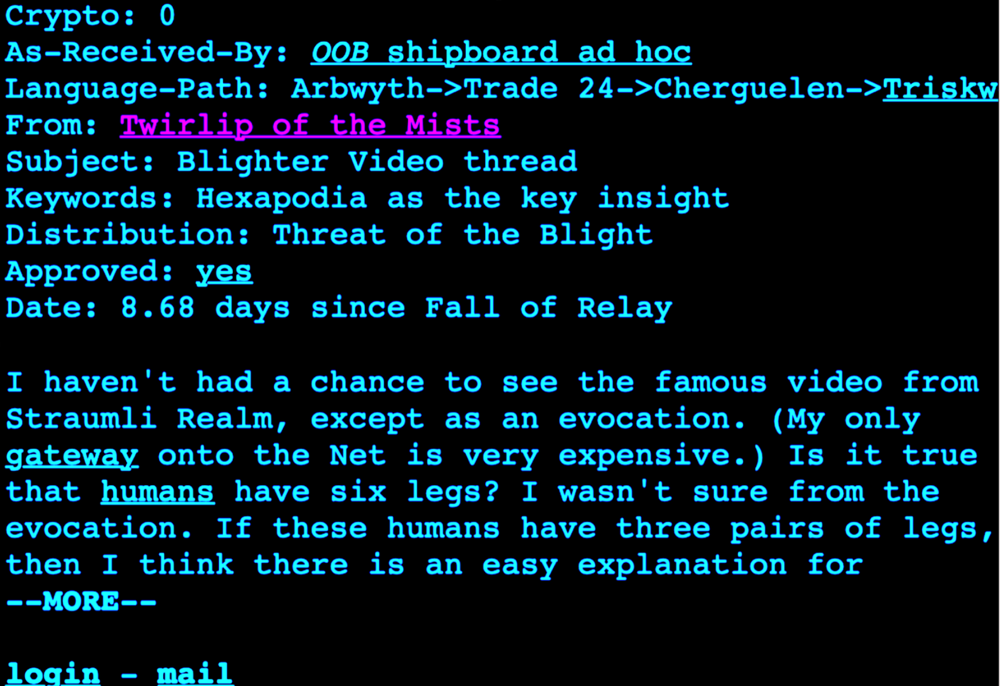 Crypto: 0
As-Received-By: OOB shipboard ad hoc
Language-Path: Arbwyth->Trade 24->Cherguelen->Triskw
From: Twirlip of the Mists
Subject: Blighter Video thread
Keywords: Hexapodia as the key insight
Distribution: Threat of the Blight
Approved: yes
Date: 8.68 days since Fall of Relay
I haven't had a chance to see the famous video from
Straumli Realm, except as an evocation. (My only
gateway onto the Net is very expensive.) Is it true
that humans have six legs? I wasn't sure from the
evocation. If these humans have three pairs of legs,
then I think there is an easy explanation for
--MORE--
login - mail